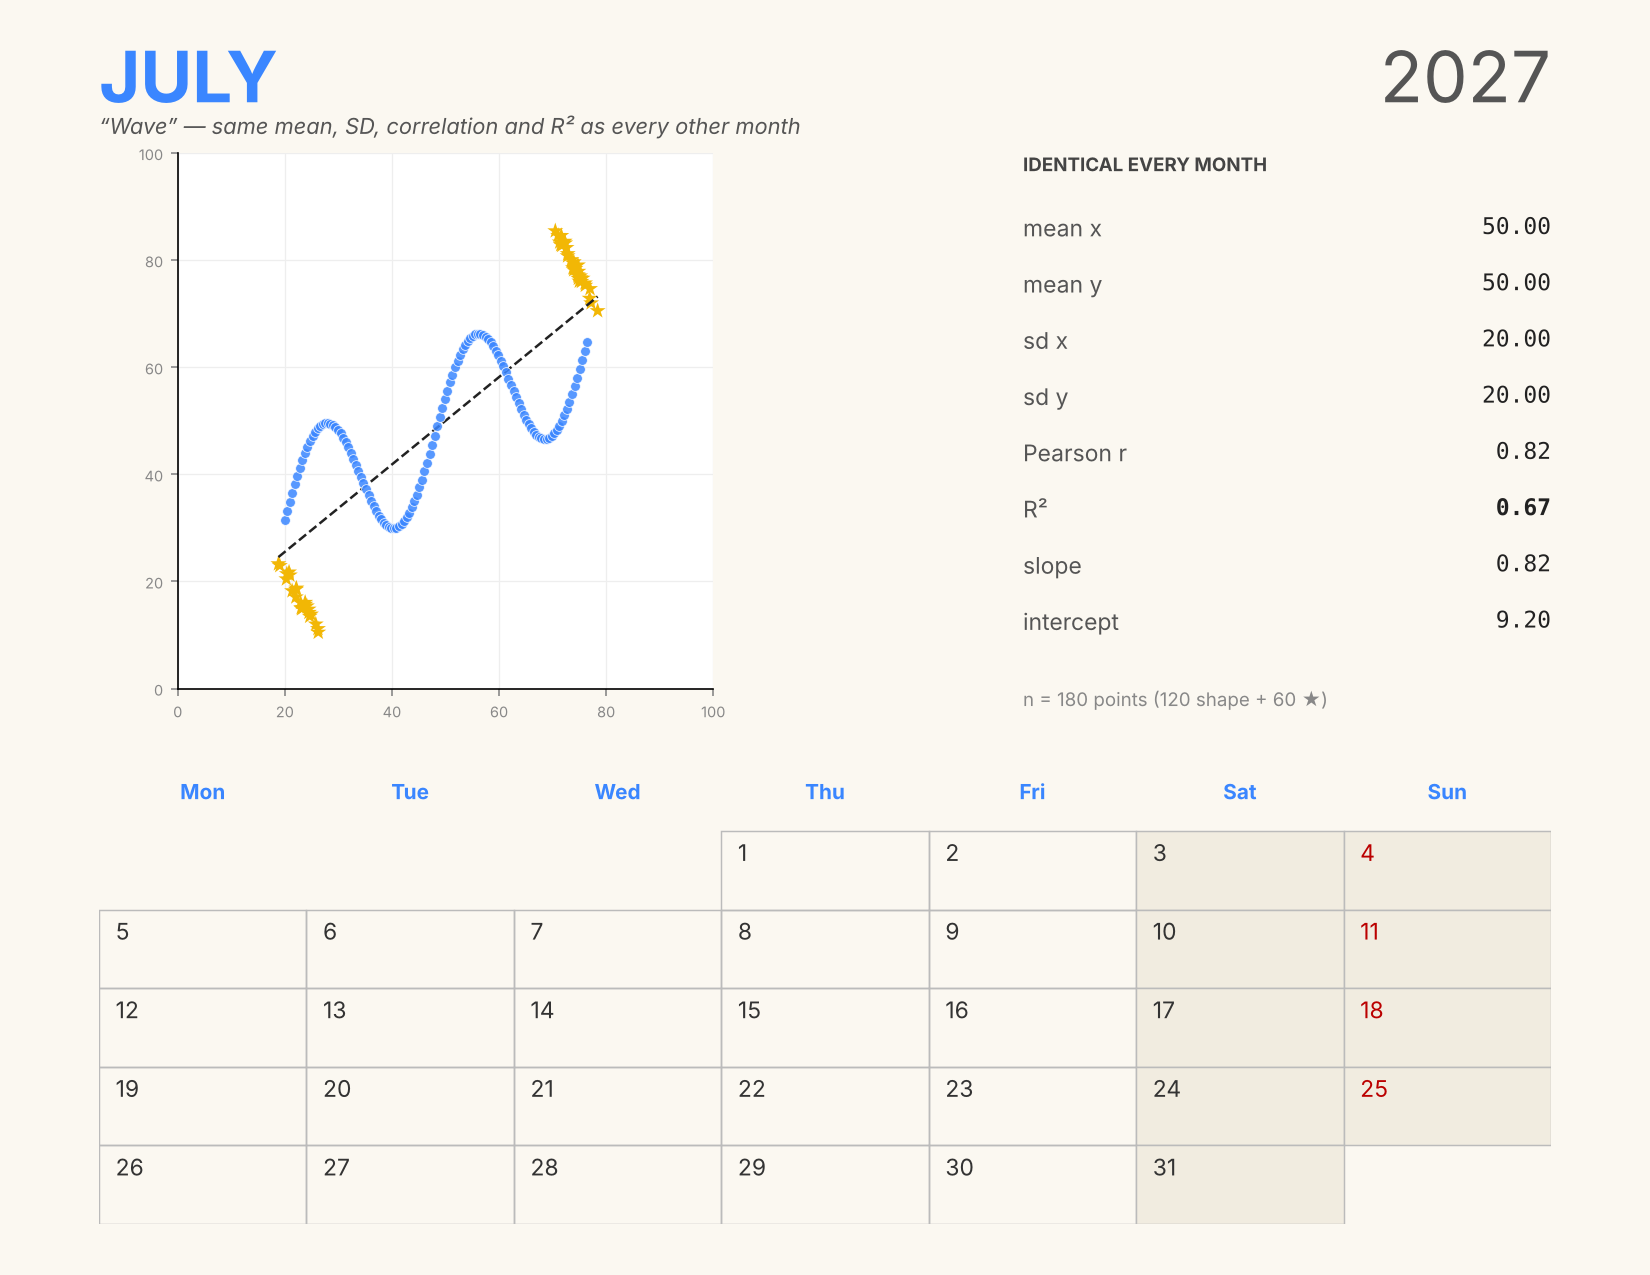 JULY 2027
“Wave” — same mean, SD, correlation and R² as every other month
100
80
60
40
20
0
0 20 40 60 80 100
IDENTICAL EVERY MONTH
mean x 50.00
mean y 50.00
sd x 20.00
sd y 20.00
Pearson r 0.82
R² 0.67
slope 0.82
intercept 9.20
n = 180 points (120 shape + 60 ★)
Mon Tue Wed Thu Fri Sat Sun
1 2 3 4
5 6 7 8 9 10 11
12 13 14 15 16 17 18
19 20 21 22 23 24 25
26 27 28 29 30 31